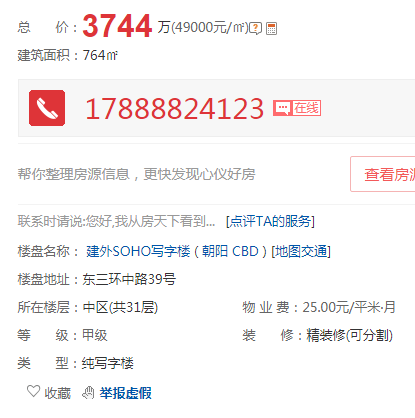 总 价：3744万(49000元/㎡)
建筑面积：764㎡
17888824123 在线
帮你整理房源信息，更快发现心仪好房 查看房源
联系时请说:您好,我从房天下看到... [点评TA的服务]
楼盘名称： 建外SOHO写字楼 ( 朝阳 CBD ) [地图交通]
楼盘地址：东三环中路39号
所在楼层：中区(共31层) 物 业 费：25.00元/平米·月
等 级：甲级 装 修：精装修(可分割)
类 型：纯写字楼
收藏 举报虚假